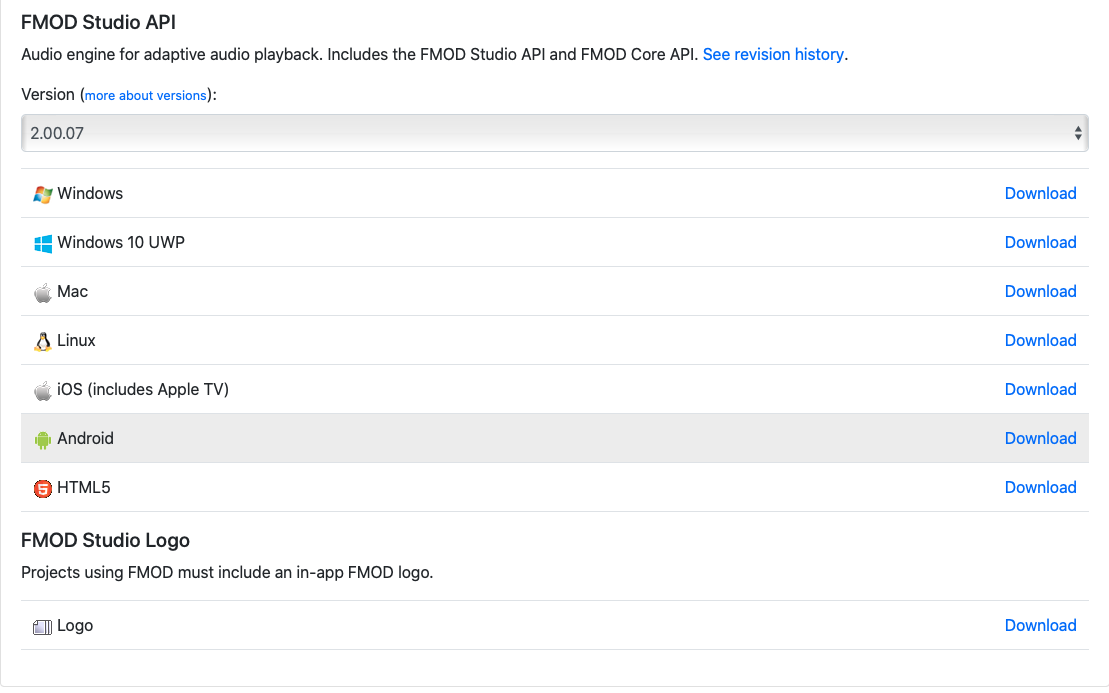 FMOD Studio API
Audio engine for adaptive audio playback. Includes the FMOD Studio API and FMOD Core API. See revision history.
Version (more about versions):
2.00.07
Windows Download
Windows 10 UWP Download
Mac Download
Linux Download
iOS (includes Apple TV) Download
Android Download
HTML5 Download
FMOD Studio Logo
Projects using FMOD must include an in-app FMOD logo.
Logo Download